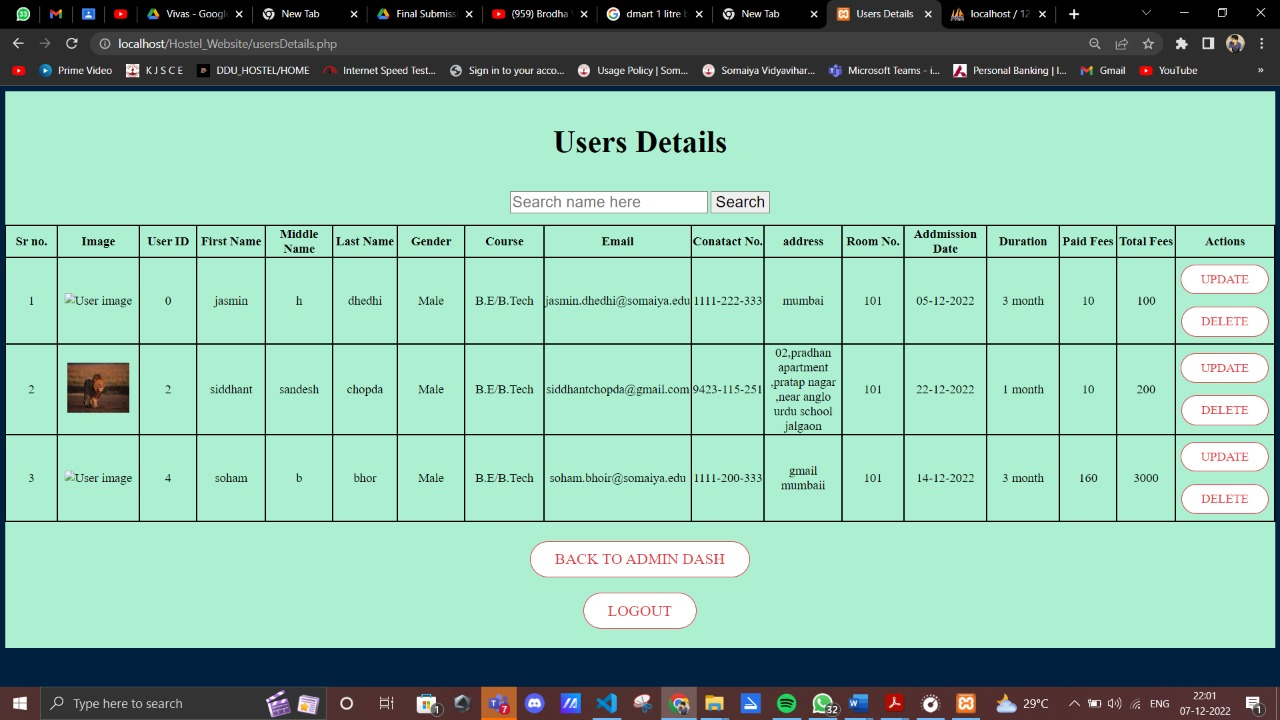 33
Vivas - Google
New Tab
Final Submiss
(959) Brodha V
dmart 1 litre b
New Tab
Users Details
localhost / 12
localhost/Hostel_Website/usersDetails.php
Prime Video
K J S C E
DDU_HOSTEL/HOME
Internet Speed Test...
Sign in to your acco...
Usage Policy | Som...
Somaiya Vidyavihar...
Microsoft Teams - i...
Personal Banking | I...
Gmail
YouTube
»
Users Details
Search name here Search
Sr no. Image User ID First Name Middle Name Last Name Gender Course Email Conatact No. address Room No. Addmission Date Duration Paid Fees Total Fees Actions
1 User image 0 jasmin h dhedhi Male B.E/B.Tech jasmin.dhedhi@somaiya.edu 1111-222-333 mumbai 101 05-12-2022 3 month 10 100 UPDATE
DELETE
2 siddhant sandesh chopda Male B.E/B.Tech siddhantchopda@gmail.com 9423-115-251
2
02,pradhan
apartment
,pratap nagar
,near anglo
urdu school
jalgaon
101 22-12-2022 1 month 10 200 UPDATE
DELETE
3 User image 4 soham b bhor Male B.E/B.Tech soham.bhoir@somaiya.edu 1111-200-333
gmail
mumbaii
101 14-12-2022 3 month 160 3000 UPDATE
DELETE
BACK TO ADMIN DASH
LOGOUT
Type here to search
1
7
32
29°C
ENG
22:01
07-12-2022
1